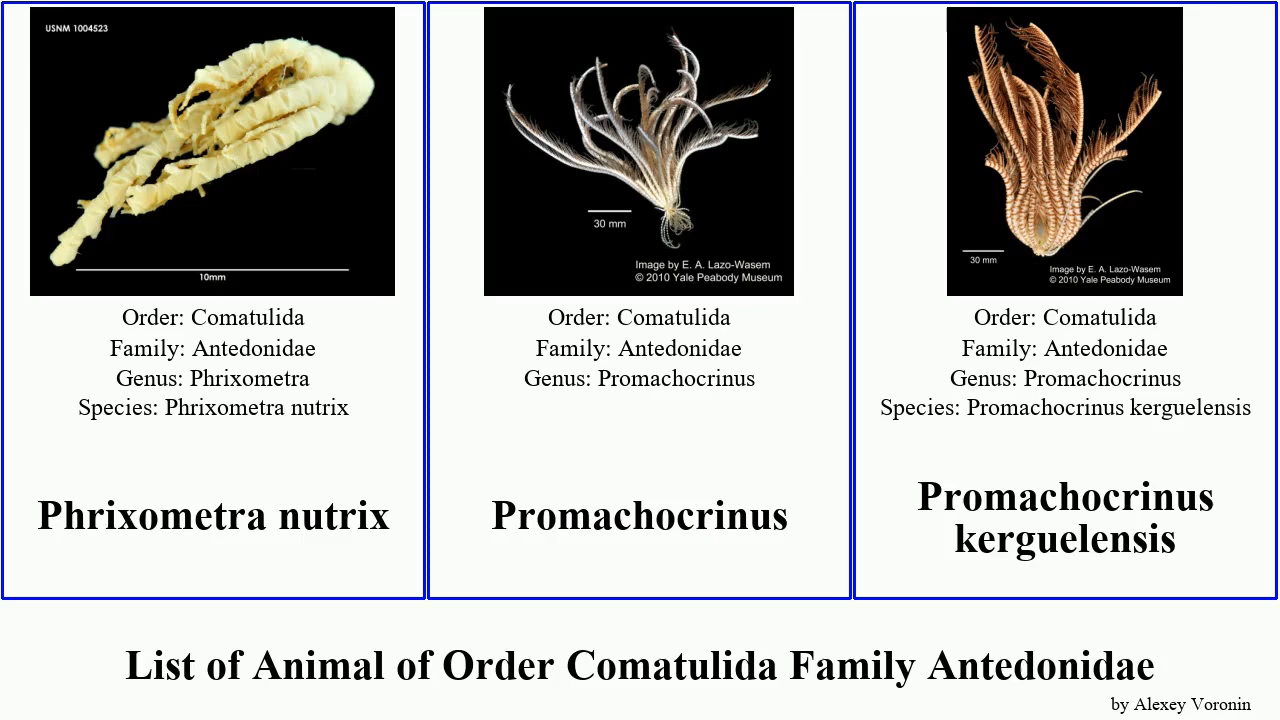 USNM 1004523
10mm
Order: Comatulida
Family: Antedonidae
Genus: Phrixometra
Species: Phrixometra nutrix
Phrixometra nutrix
30 mm
Image by E. A. Lazo-Wasem
© 2010 Yale Peabody Museum
Order: Comatulida
Family: Antedonidae
Genus: Promachocrinus
Promachocrinus
30 mm
Image by E. A. Lazo-Wasem
© 2010 Yale Peabody Museum
Order: Comatulida
Family: Antedonidae
Genus: Promachocrinus
Species: Promachocrinus kerguelensis
Promachocrinus
kerguelensis
List of Animal of Order Comatulida Family Antedonidae
by Alexey Voronin